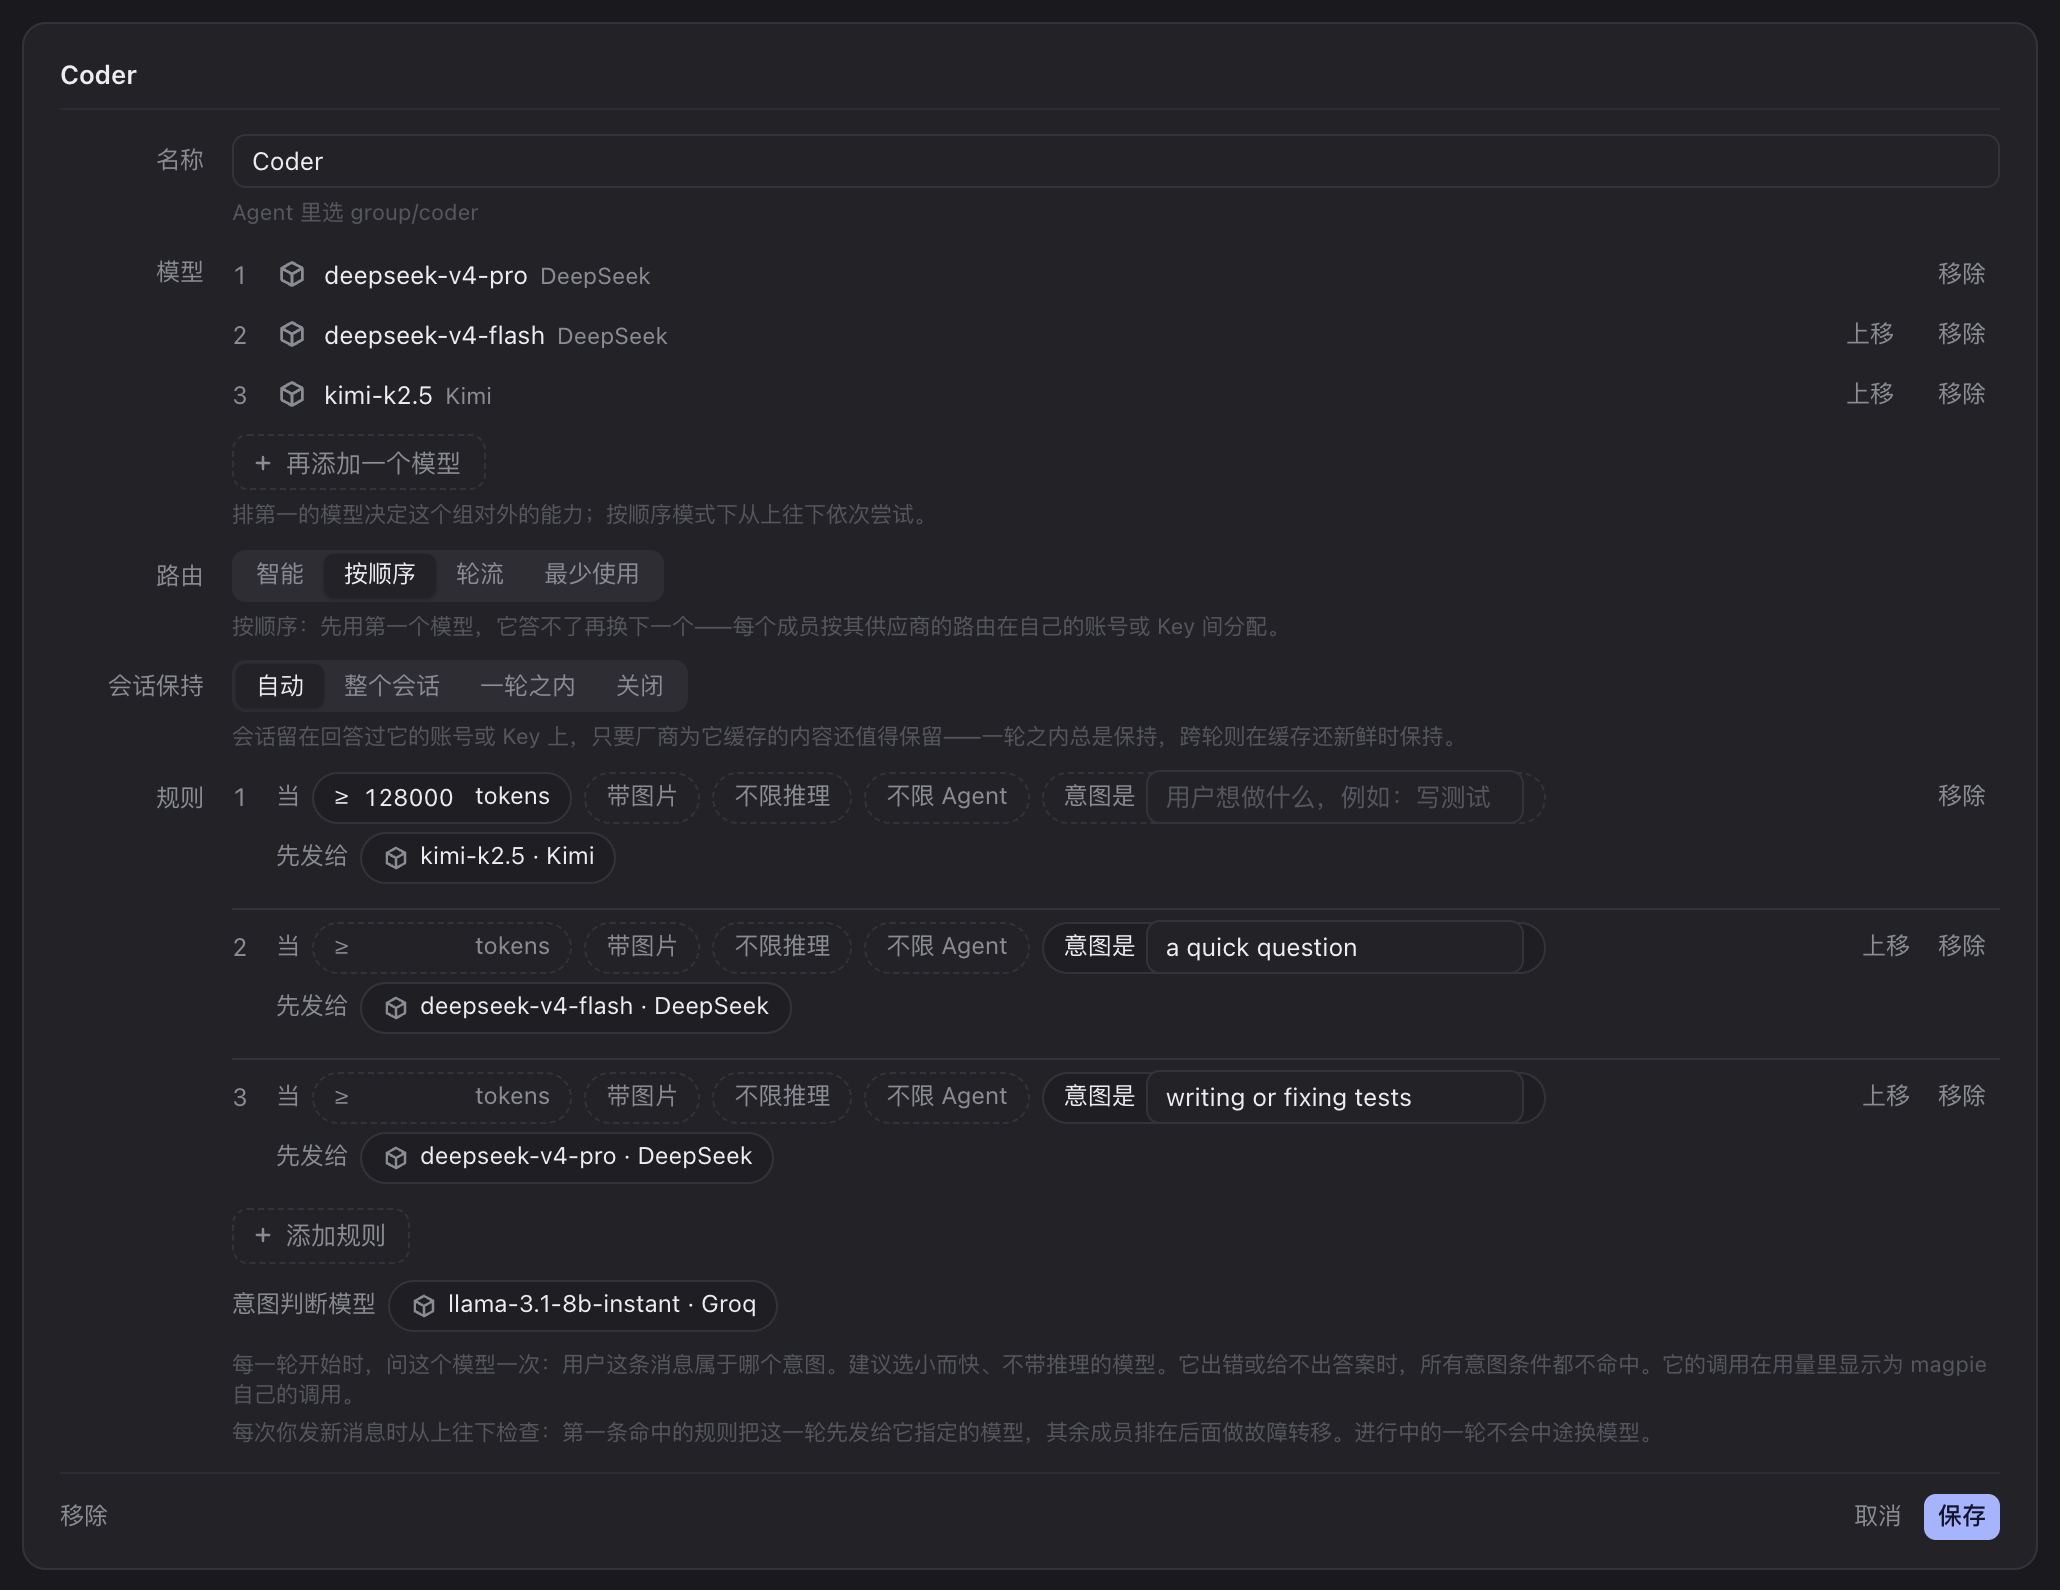 Coder
名称 Coder
Agent 里选 group/coder
模型 1 deepseek-v4-pro DeepSeek 移除
2 deepseek-v4-flash DeepSeek 上移 移除
3 kimi-k2.5 Kimi 上移 移除
+ 再添加一个模型
排第一的模型决定这个组对外的能力；按顺序模式下从上往下依次尝试。
路由 智能 按顺序 轮流 最少使用
按顺序：先用第一个模型，它答不了再换下一个——每个成员按其供应商的路由在自己的账号或 Key 间分配。
会话保持 自动 整个会话 一轮之内 关闭
会话留在回答过它的账号或 Key 上，只要厂商为它缓存的内容还值得保留——一轮之内总是保持，跨轮则在缓存还新鲜时保持。
规则 1 当 ≥ 128000 tokens 带图片 不限推理 不限 Agent 意图是 用户想做什么，例如：写测试 移除
先发给 kimi-k2.5 · Kimi
2 当 ≥ tokens 带图片 不限推理 不限 Agent 意图是 a quick question 上移 移除
先发给 deepseek-v4-flash · DeepSeek
3 当 ≥ tokens 带图片 不限推理 不限 Agent 意图是 writing or fixing tests 上移 移除
先发给 deepseek-v4-pro · DeepSeek
+ 添加规则
意图判断模型 llama-3.1-8b-instant · Groq
每一轮开始时，问这个模型一次：用户这条消息属于哪个意图。建议选小而快、不带推理的模型。它出错或给不出答案时，所有意图条件都不命中。它的调用在用量里显示为 magpie
自己的调用。
每次你发新消息时从上往下检查：第一条命中的规则把这一轮先发给它指定的模型，其余成员排在后面做故障转移。进行中的一轮不会中途换模型。
移除 取消 保存